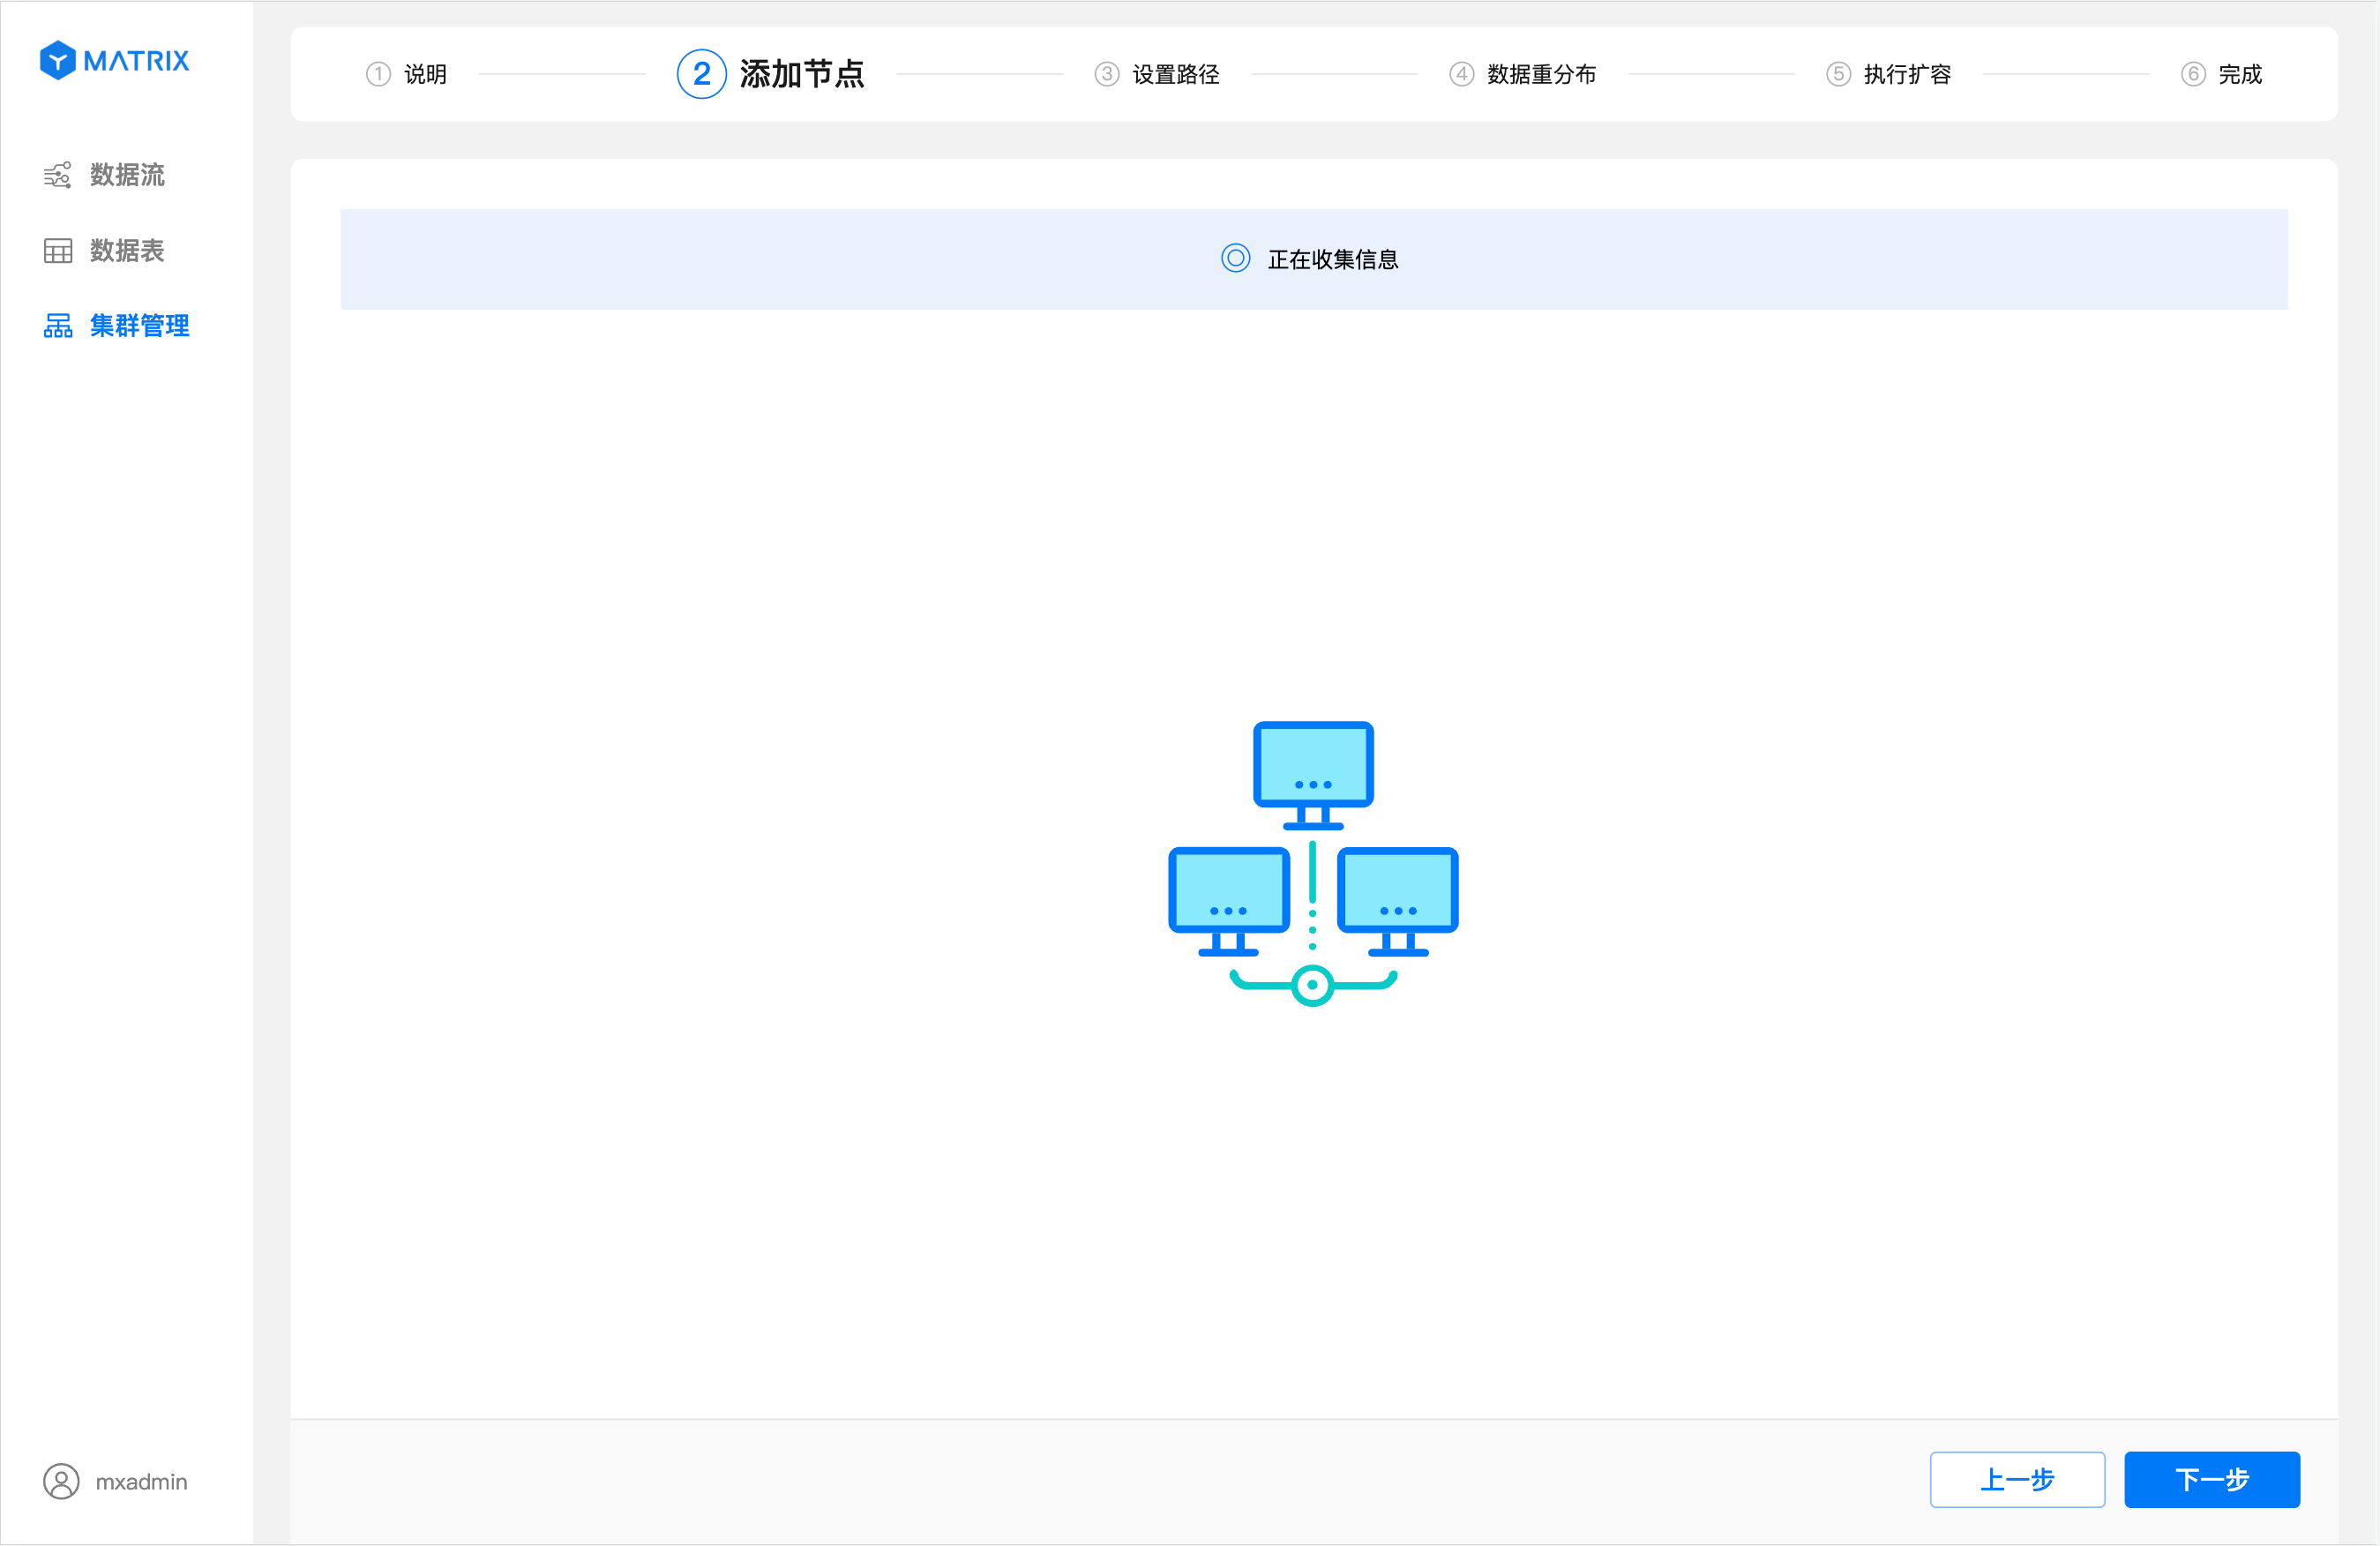 MATRIX
数据流
数据表
集群管理
mxadmin
1 说明
2 添加节点
3 设置路径
4 数据重分布
5 执行扩容
6 完成
正在收集信息
上一步
下一步